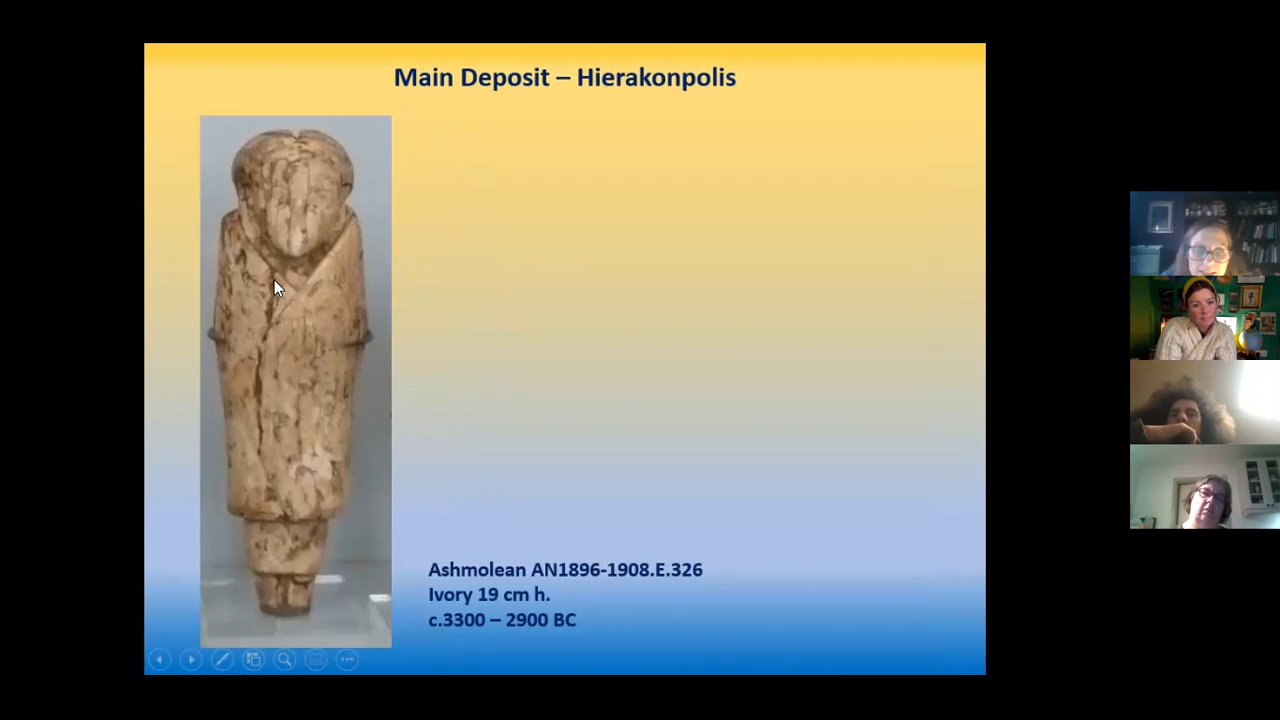 Main Deposit – Hierakonpolis
Ashmolean AN1896-1908.E.326
Ivory 19 cm h.
c.3300 – 2900 BC